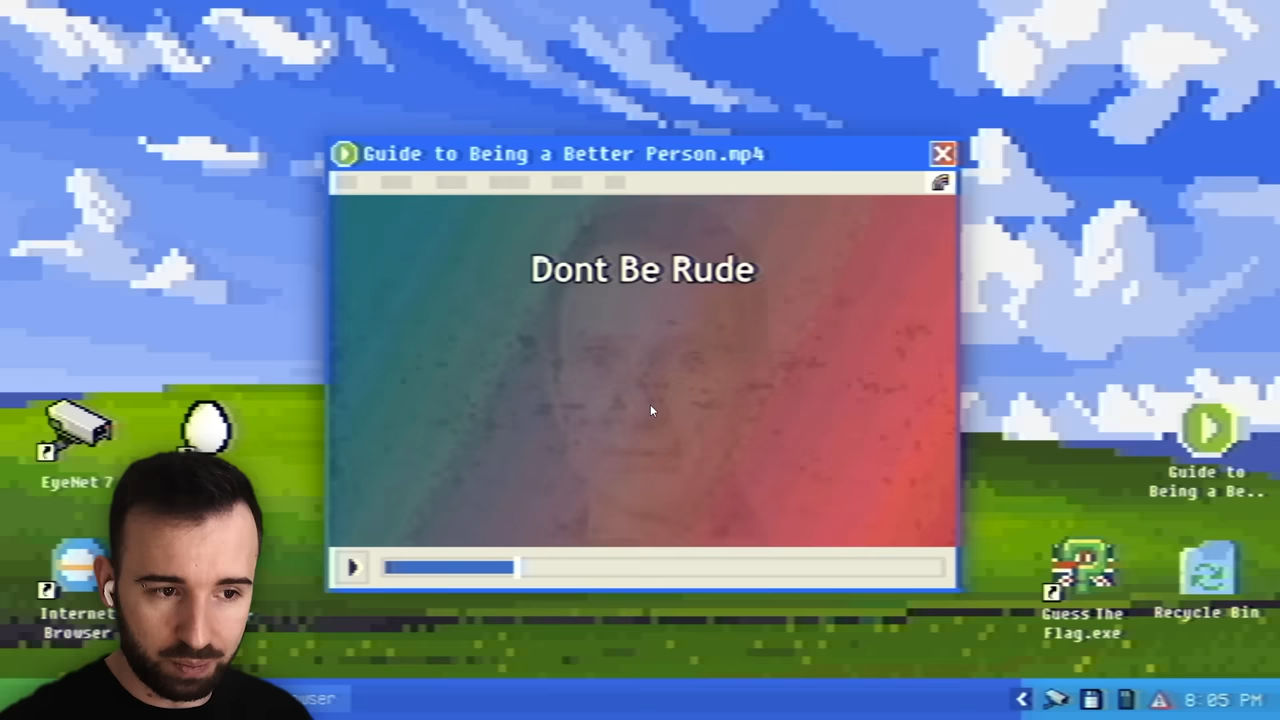 Guide to Being a Better Person.mp4
Dont Be Rude
EyeNet 7
Guide to
Being a Be..
Internet
Browser
Guess The
Flag.exe
Recycle Bin
8:05 PM